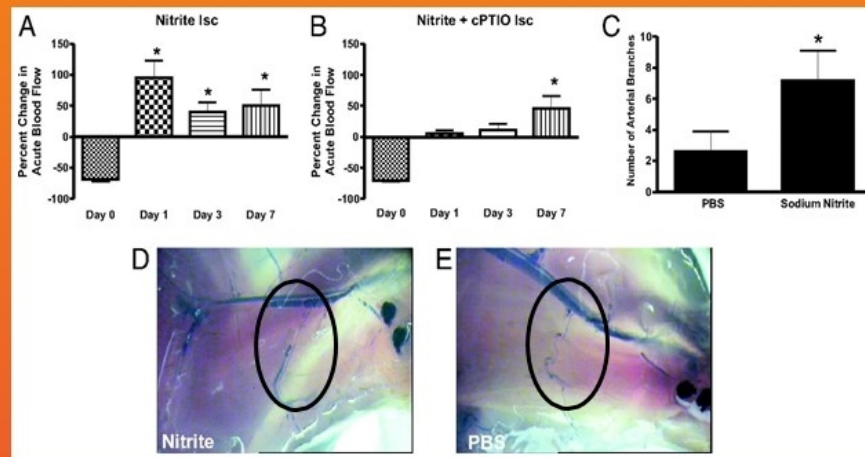 A
Nitrite Isc
Percent Change in
Acute Blood Flow
150
100
50
0
-50
-100
*
*
*
Day 0 Day 1 Day 3 Day 7
B
Nitrite + cPTIO Isc
Percent Change in
Acute Blood Flow
150
100
50
0
-50
-100
*
Day 0 Day 1 Day 3 Day 7
C
Number of Arterial Branches
10
8
6
4
2
0
*
PBS Sodium Nitrite
D
Nitrite
E
PBS